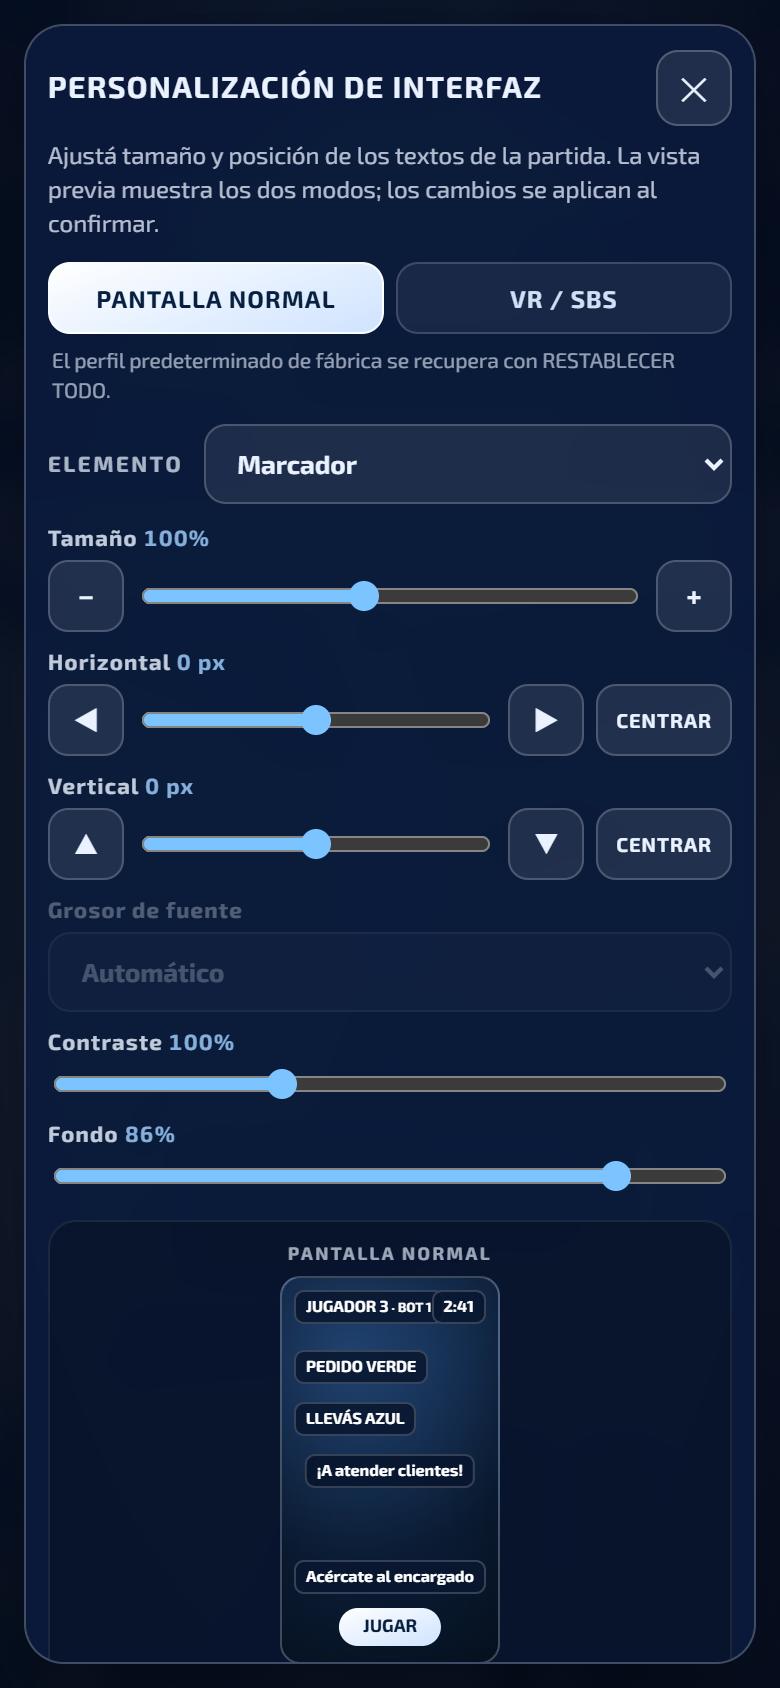 PERSONALIZACIÓN DE INTERFAZ
Ajustá tamaño y posición de los textos de la partida. La vista
previa muestra los dos modos; los cambios se aplican al
confirmar.
PANTALLA NORMAL
VR / SBS
El perfil predeterminado de fábrica se recupera con RESTABLECER
TODO.
ELEMENTO
Marcador
Tamaño 100%
−
+
Horizontal 0 px
◀
▶
CENTRAR
Vertical 0 px
▲
▼
CENTRAR
Grosor de fuente
Automático
Contraste 100%
Fondo 86%
PANTALLA NORMAL
JUGADOR 3 · BOT 1
2:41
PEDIDO VERDE
LLEVÁS AZUL
¡A atender clientes!
Acércate al encargado
JUGAR